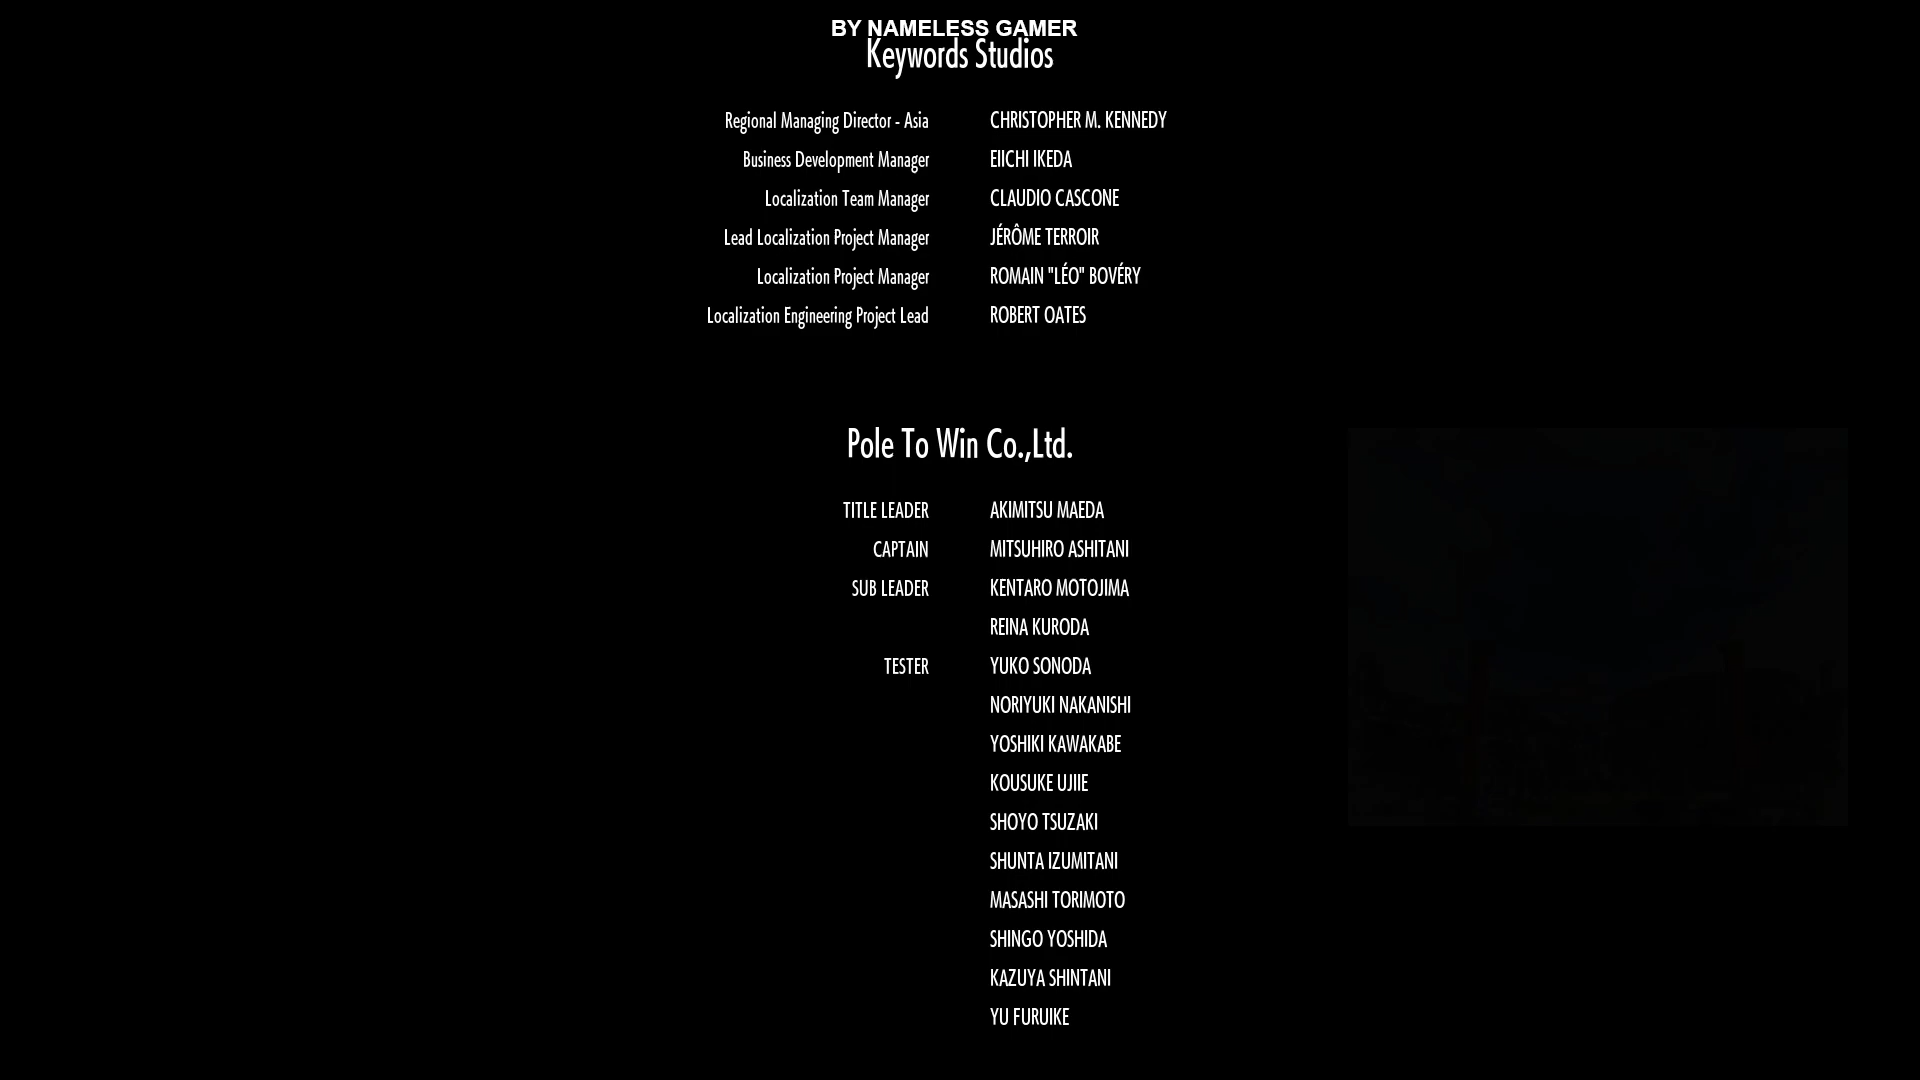 BY NAMELESS GAMER
Keywords Studios
Regional Managing Director - Asia CHRISTOPHER M. KENNEDY
Business Development Manager EIICHI IKEDA
Localization Team Manager CLAUDIO CASCONE
Lead Localization Project Manager JÉRÔME TERROIR
Localization Project Manager ROMAIN "LÉO" BOVÉRY
Localization Engineering Project Lead ROBERT OATES
Pole To Win Co.,Ltd.
TITLE LEADER AKIMITSU MAEDA
CAPTAIN MITSUHIRO ASHITANI
SUB LEADER KENTARO MOTOJIMA
REINA KURODA
TESTER YUKO SONODA
NORIYUKI NAKANISHI
YOSHIKI KAWAKABE
KOUSUKE UJIIE
SHOYO TSUZAKI
SHUNTA IZUMITANI
MASASHI TORIMOTO
SHINGO YOSHIDA
KAZUYA SHINTANI
YU FURUIKE